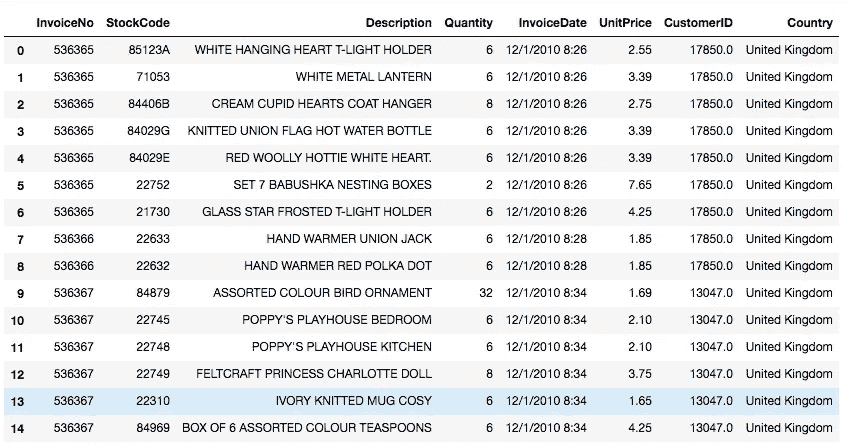 InvoiceNo StockCode Description Quantity InvoiceDate UnitPrice CustomerID Country
0 536365 85123A WHITE HANGING HEART T-LIGHT HOLDER 6 12/1/2010 8:26 2.55 17850.0 United Kingdom
1 536365 71053 WHITE METAL LANTERN 6 12/1/2010 8:26 3.39 17850.0 United Kingdom
2 536365 84406B CREAM CUPID HEARTS COAT HANGER 8 12/1/2010 8:26 2.75 17850.0 United Kingdom
3 536365 84029G KNITTED UNION FLAG HOT WATER BOTTLE 6 12/1/2010 8:26 3.39 17850.0 United Kingdom
4 536365 84029E RED WOOLLY HOTTIE WHITE HEART. 6 12/1/2010 8:26 3.39 17850.0 United Kingdom
5 536365 22752 SET 7 BABUSHKA NESTING BOXES 2 12/1/2010 8:26 7.65 17850.0 United Kingdom
6 536365 21730 GLASS STAR FROSTED T-LIGHT HOLDER 6 12/1/2010 8:26 4.25 17850.0 United Kingdom
7 536366 22633 HAND WARMER UNION JACK 6 12/1/2010 8:28 1.85 17850.0 United Kingdom
8 536366 22632 HAND WARMER RED POLKA DOT 6 12/1/2010 8:28 1.85 17850.0 United Kingdom
9 536367 84879 ASSORTED COLOUR BIRD ORNAMENT 32 12/1/2010 8:34 1.69 13047.0 United Kingdom
10 536367 22745 POPPY'S PLAYHOUSE BEDROOM 6 12/1/2010 8:34 2.10 13047.0 United Kingdom
11 536367 22748 POPPY'S PLAYHOUSE KITCHEN 6 12/1/2010 8:34 2.10 13047.0 United Kingdom
12 536367 22749 FELTCRAFT PRINCESS CHARLOTTE DOLL 8 12/1/2010 8:34 3.75 13047.0 United Kingdom
13 536367 22310 IVORY KNITTED MUG COSY 6 12/1/2010 8:34 1.65 13047.0 United Kingdom
14 536367 84969 BOX OF 6 ASSORTED COLOUR TEASPOONS 6 12/1/2010 8:34 4.25 13047.0 United Kingdom